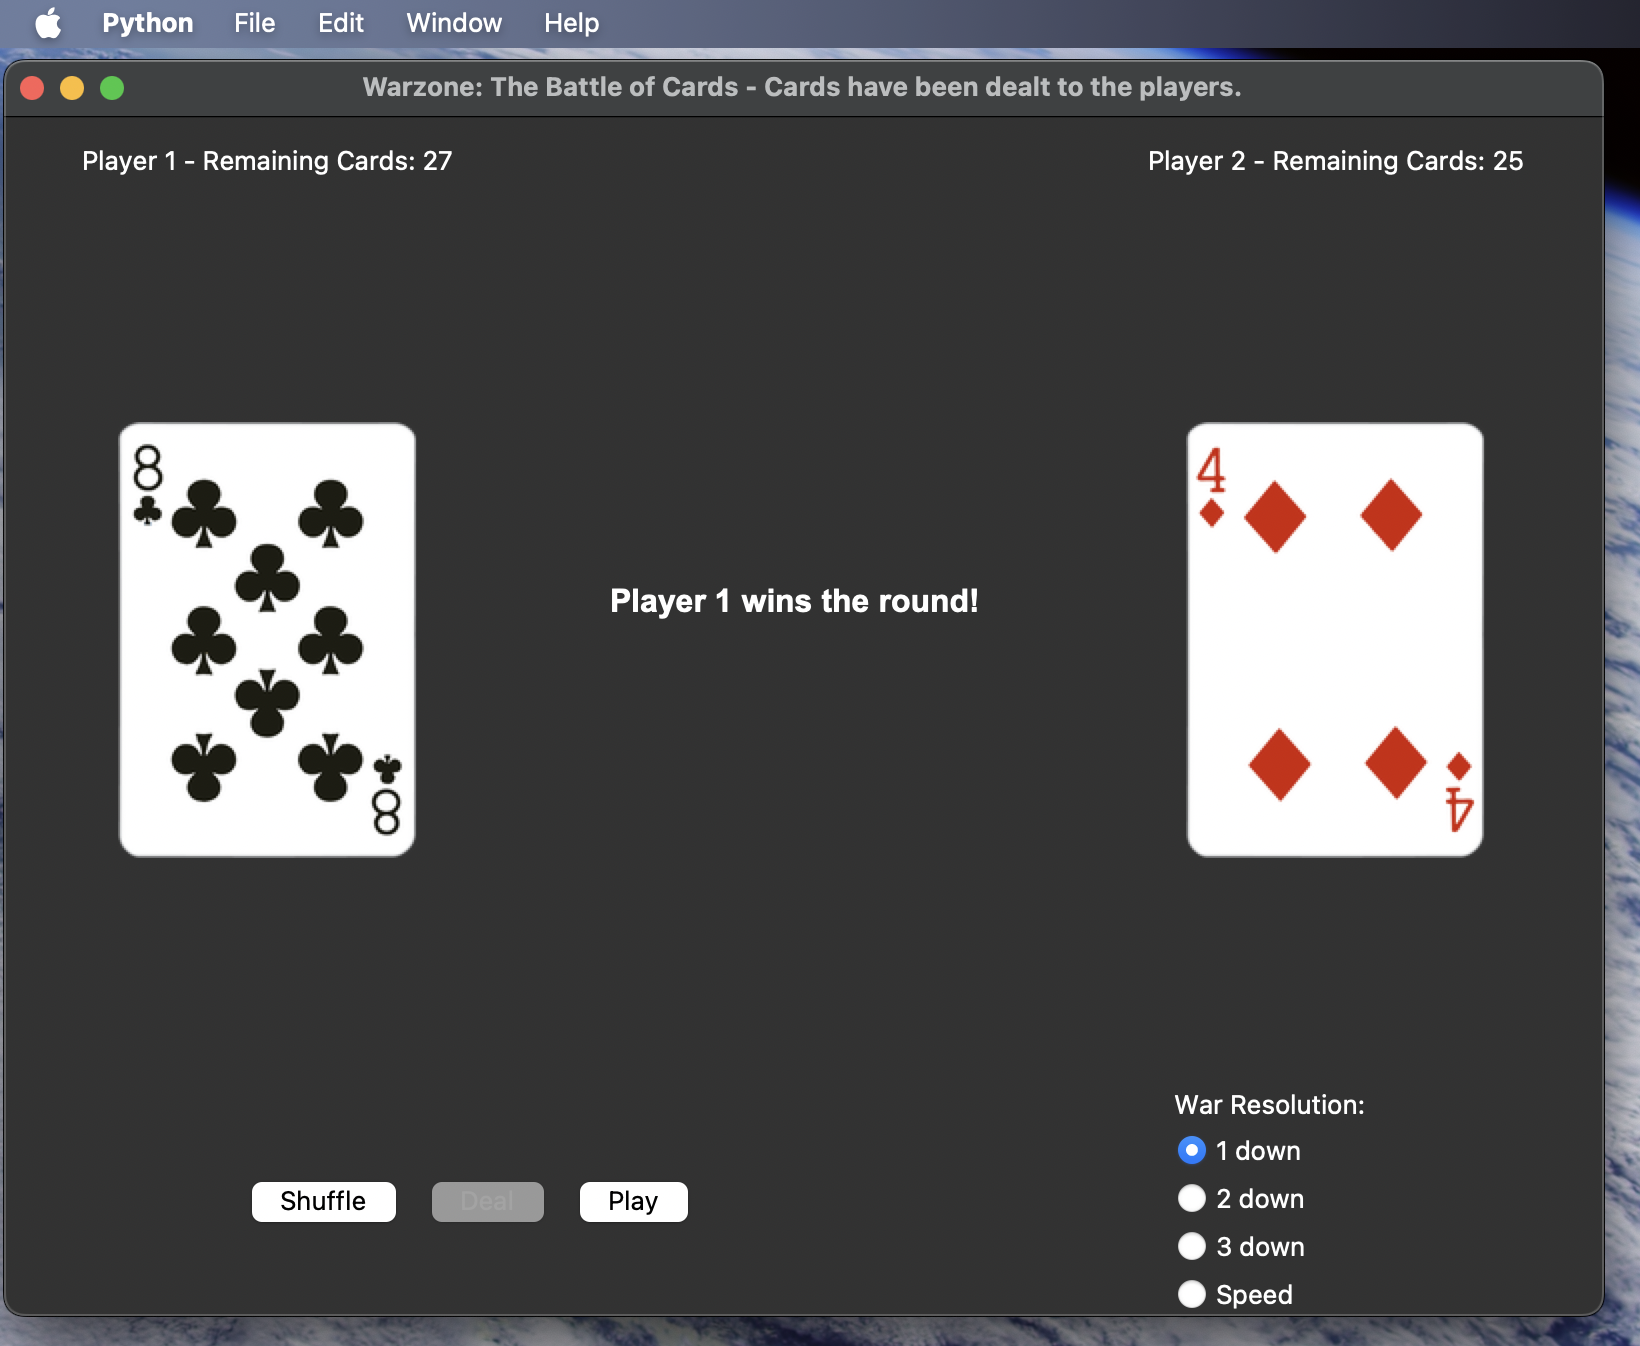 Python File Edit Window Help
Warzone: The Battle of Cards - Cards have been dealt to the players.
Player 1 - Remaining Cards: 27
Player 2 - Remaining Cards: 25
8
4
Player 1 wins the round!
8
4
War Resolution:
1 down
Shuffle Deal Play
2 down
3 down
Speed